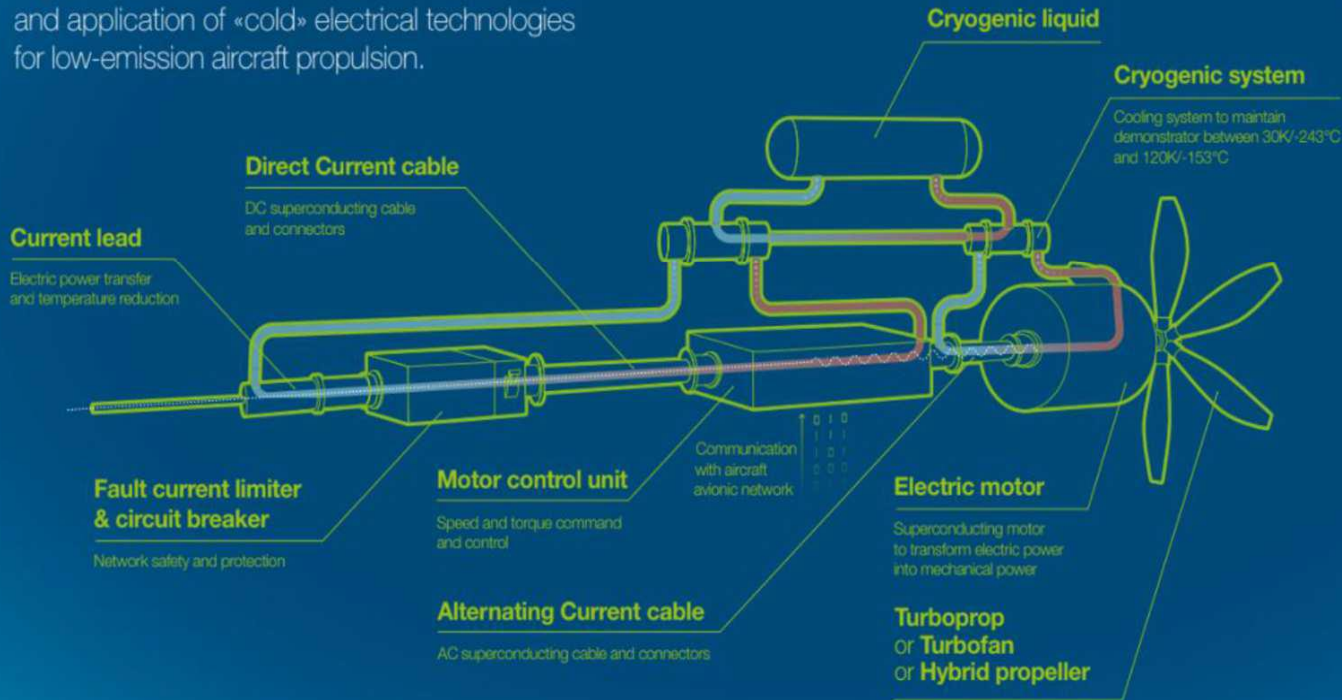 and application of «cold» electrical technologies
for low-emission aircraft propulsion.
Cryogenic liquid
Cryogenic system
Cooling system to maintain
demonstrator between 30K/-243°C
and 120K/-153°C
Direct Current cable
DC superconducting cable
and connectors
Current lead
Electric power transfer
and temperature reduction
Fault current limiter
& circuit breaker
Network safety and protection
Motor control unit
Speed and torque command
and control
Communication
with aircraft
avionic network
Alternating Current cable
AC superconducting cable and connectors
Electric motor
Superconducting motor
to transform electric power
into mechanical power
Turboprop
or Turbofan
or Hybrid propeller